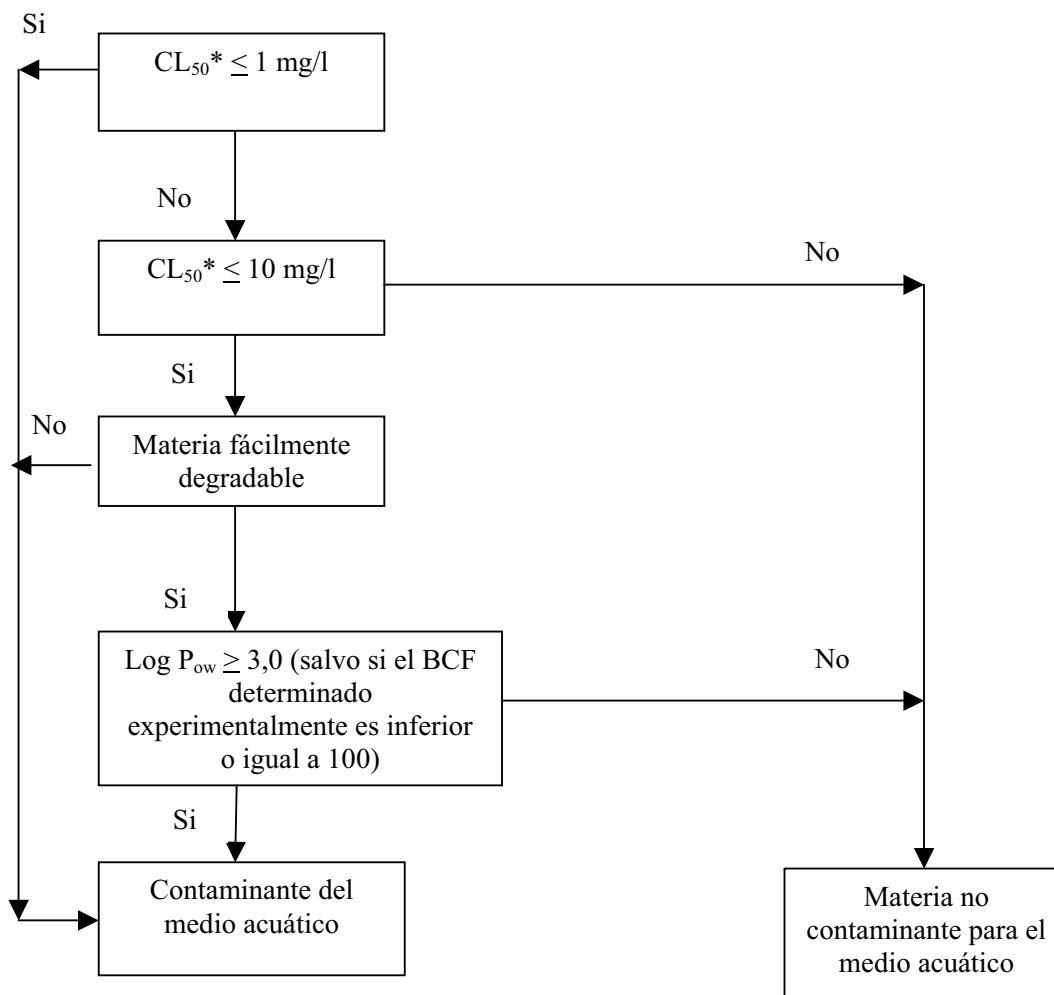 Si
CL₅₀* ≤ 1 mg/l
No
CL₅₀* ≤ 10 mg/l
No
Si
No
Materia fácilmente
degradable
Si
Log Pₒw ≥ 3,0 (salvo si el BCF
determinado
experimentalmente es inferior
o igual a 100)
No
Si
Contaminante del
medio acuático
Materia no
contaminante para el
medio acuático